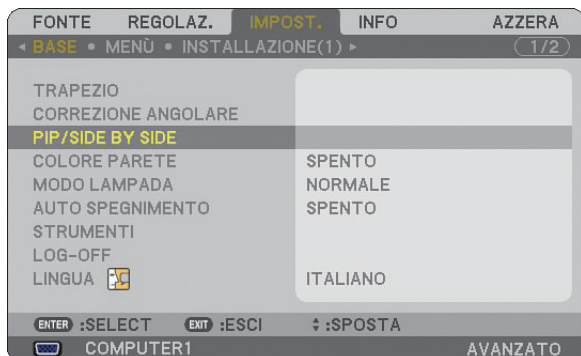 FONTE REGOLAZ. IMPOST. INFO AZZERA
BASE • MENÙ • INSTALLAZIONE(1) 1/2
TRAPEZIO
CORREZIONE ANGOLARE
PIP/SIDE BY SIDE
COLORE PARETE SPENTO
MODO LAMPADA NORMALE
AUTO SPEGNIMENTO SPENTO
STRUMENTI
LOG-OFF
LINGUA ITALIANO
ENTER :SELECT EXIT :ESCI :SPOSTA
COMPUTER1 AVANZATO